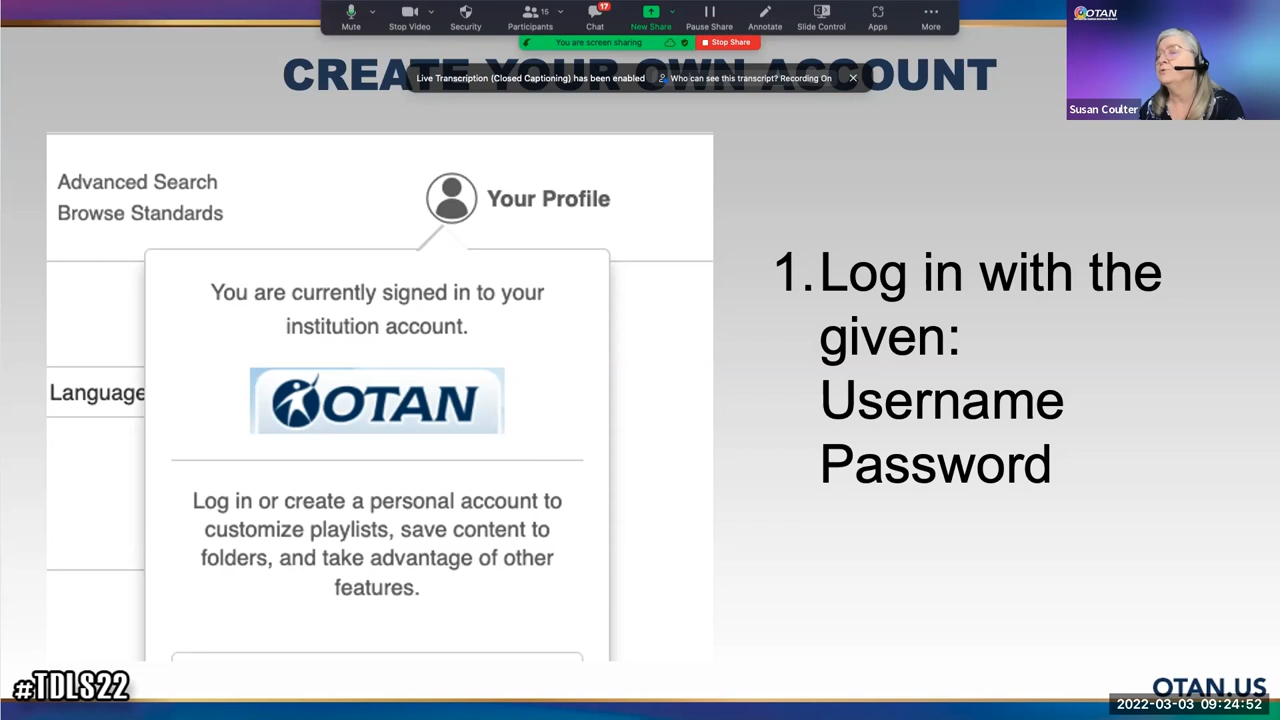 Mute
Stop Video
Security
15
Participants
17
Chat
New Share
Pause Share
Annotate
Slide Control
Apps
More
You are screen sharing
Stop Share
CREATE YOUR OWN ACCOUNT
Live Transcription (Closed Captioning) has been enabled
Who can see this transcript? Recording On
OTAN
Susan Coulter
Advanced Search
Browse Standards
Your Profile
You are currently signed in to your
institution account.
OTAN
Language
Log in or create a personal account to
customize playlists, save content to
folders, and take advantage of other
features.
1. Log in with the
given:
Username
Password
#TDLS22
OTAN.US
2022-03-03 09:24:52